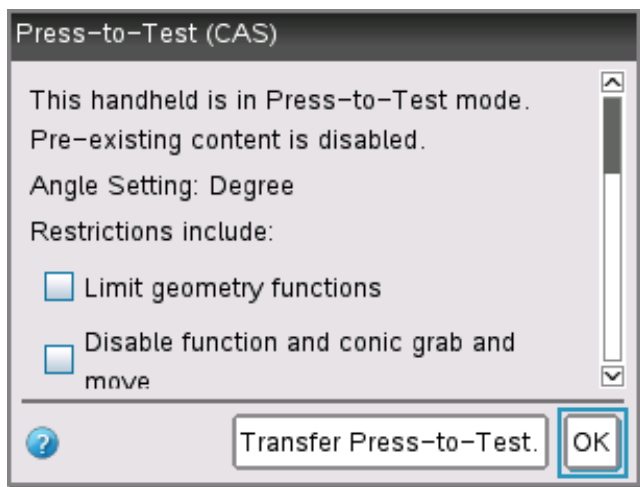 Press-to-Test (CAS)
This handheld is in Press-to-Test mode.
Pre-existing content is disabled.
Angle Setting: Degree
Restrictions include:
Limit geometry functions
Disable function and conic grab and
move
?
Transfer Press-to-Test.
OK